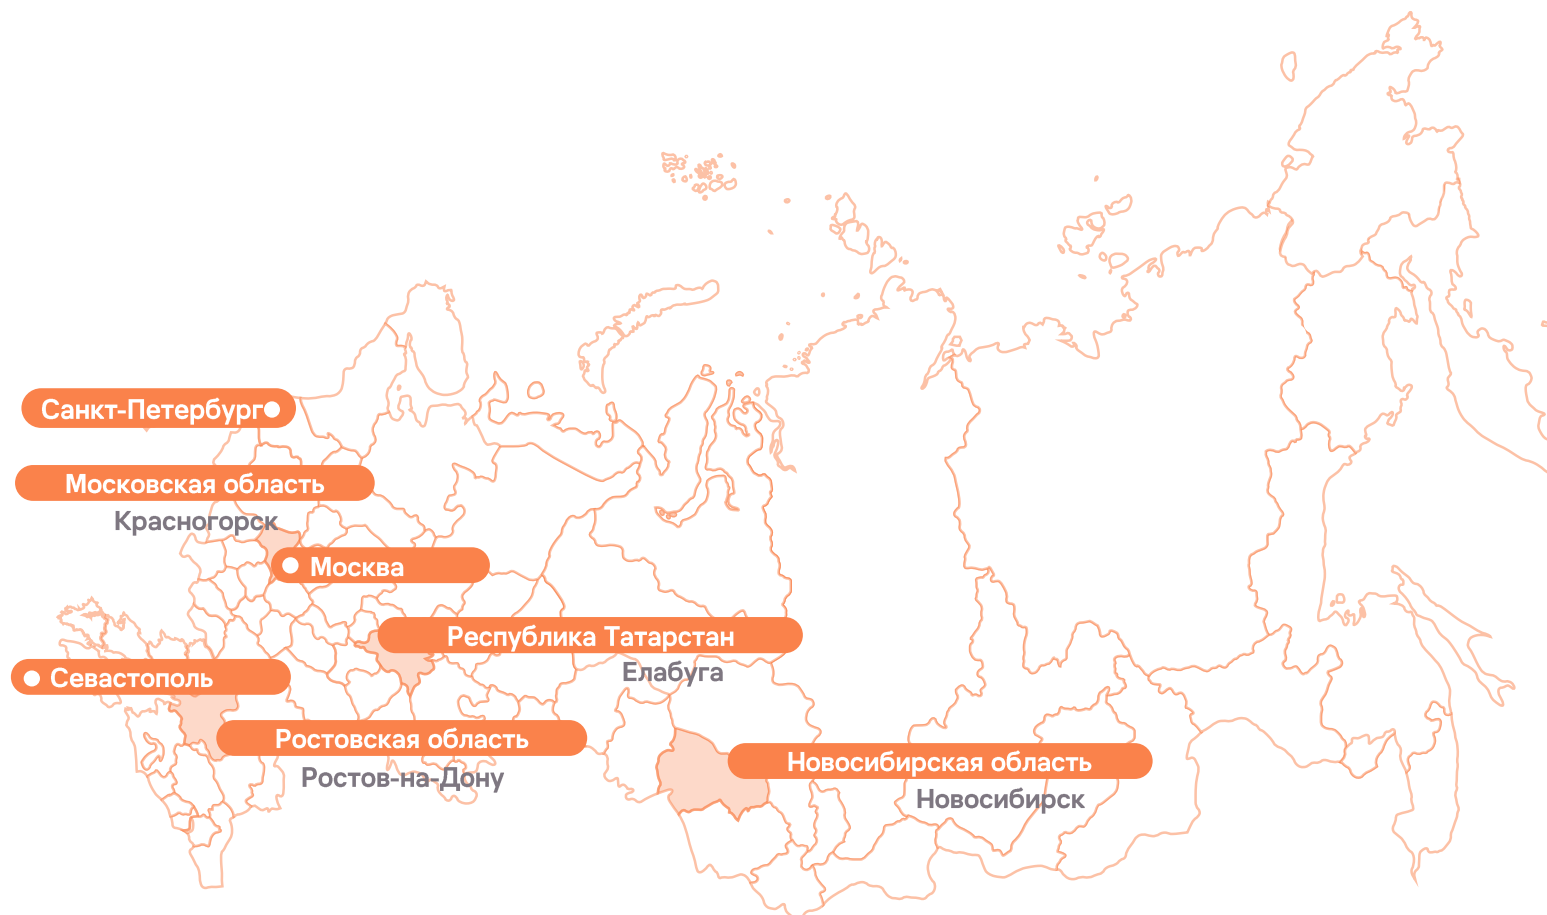 Санкт-Петербург
Московская область
Красногорск
Москва
Республика Татарстан
Елабуга
Севастополь
Ростовская область
Ростов-на-Дону
Новосибирская область
Новосибирск